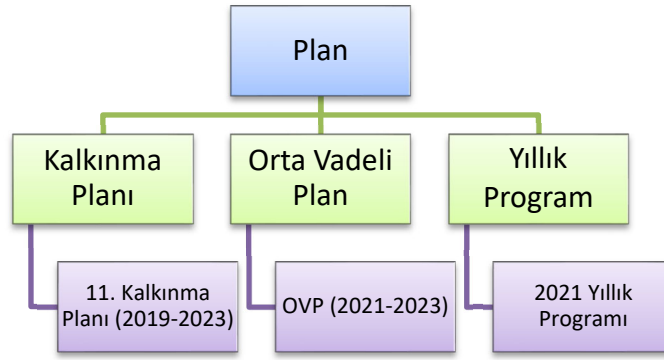 Plan
Kalkınma
Planı
Orta Vadeli
Plan
Yıllık
Program
11. Kalkınma
Planı (2019-2023)
OVP (2021-2023)
2021 Yıllık
Programı